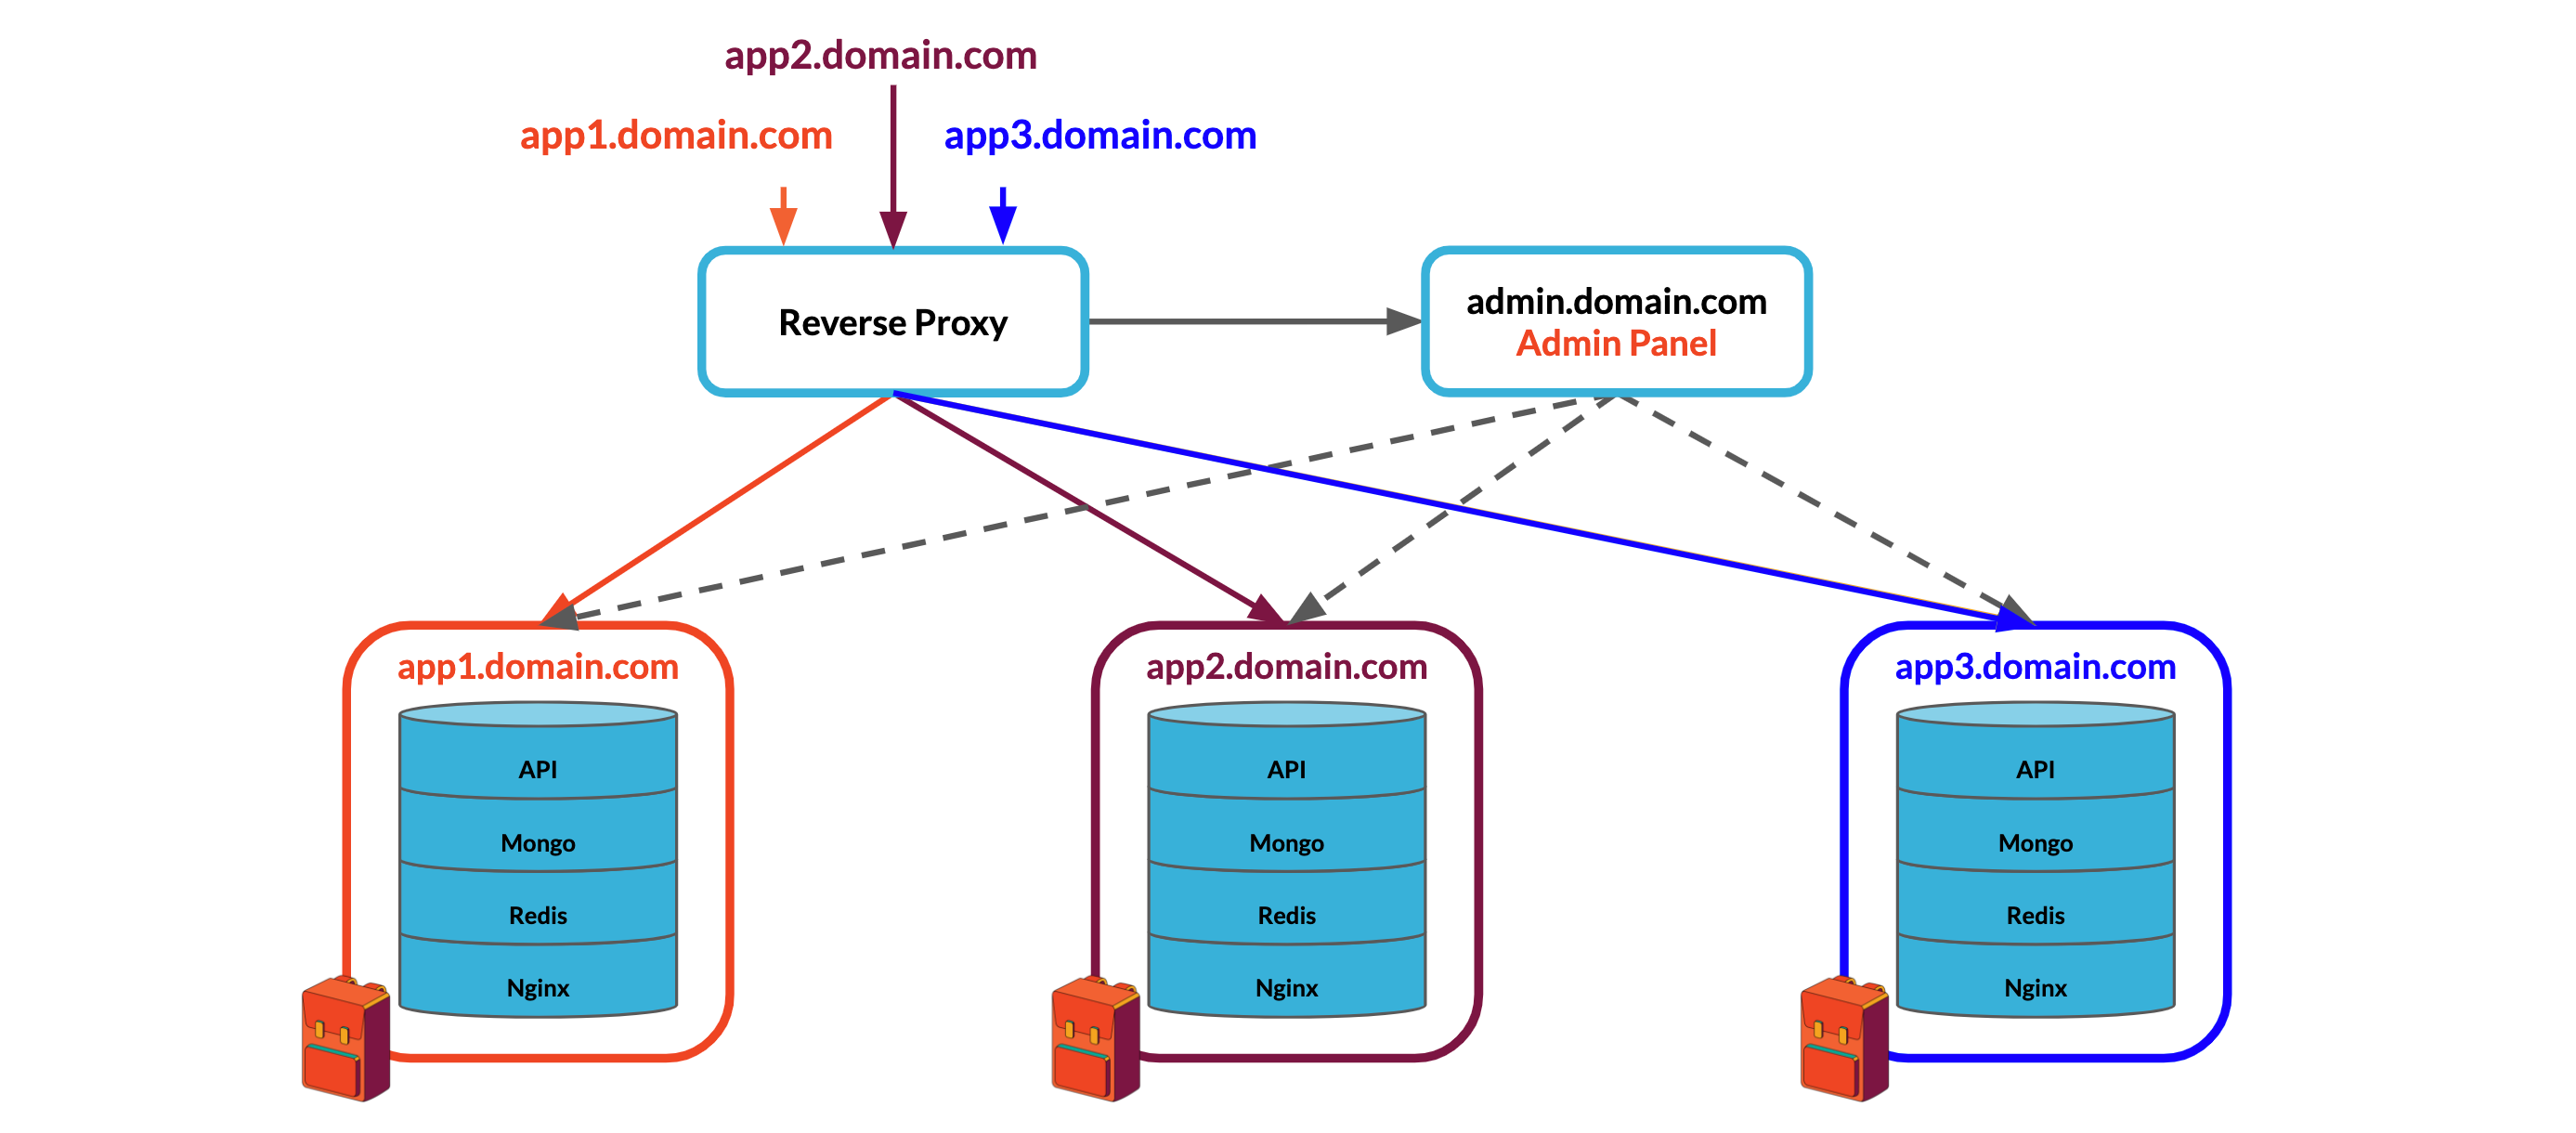 app2.domain.com
app1.domain.com
app3.domain.com
Reverse Proxy
admin.domain.com
Admin Panel
app1.domain.com
API
Mongo
Redis
Nginx
app2.domain.com
API
Mongo
Redis
Nginx
app3.domain.com
API
Mongo
Redis
Nginx